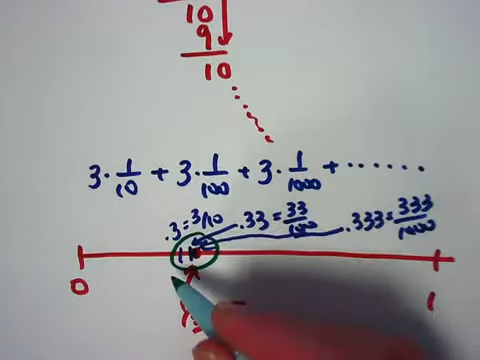 10
9
10
3 · 1/10 + 3 · 1/100 + 3 · 1/1000 + ......
.3 = 3/10 .33 = 33/100 .333 = 333/1000
0 1